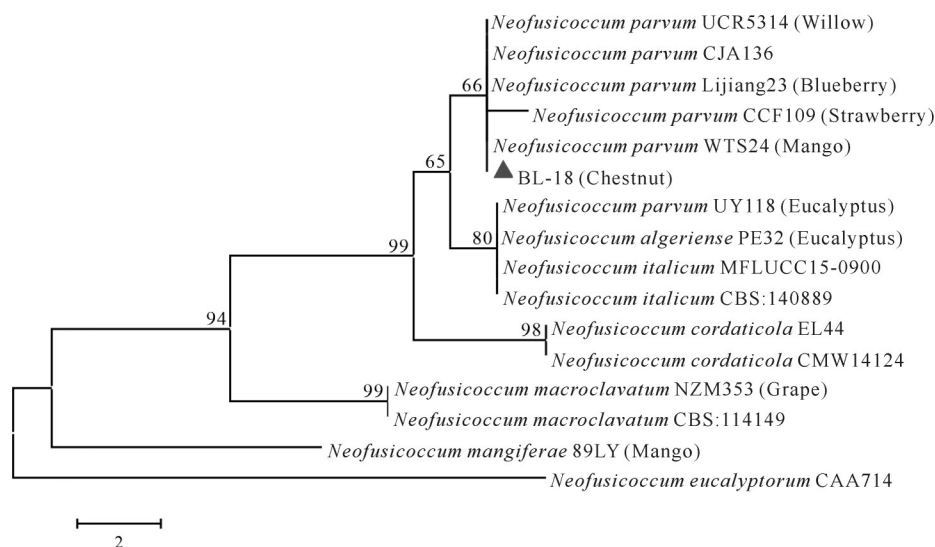 Neofusicoccum parvum UCR5314 (Willow)
Neofusicoccum parvum CJA136
Neofusicoccum parvum Lijiang23 (Blueberry)
66
Neofusicoccum parvum CCF109 (Strawberry)
Neofusicoccum parvum WTS24 (Mango)
65
BL-18 (Chestnut)
Neofusicoccum parvum UY118 (Eucalyptus)
80
Neofusicoccum algeriense PE32 (Eucalyptus)
99
Neofusicoccum italicum MFLUCC15-0900
Neofusicoccum italicum CBS:140889
94
98
Neofusicoccum cordaticola EL44
Neofusicoccum cordaticola CMW14124
99
Neofusicoccum macroclavatum NZM353 (Grape)
Neofusicoccum macroclavatum CBS:114149
Neofusicoccum mangiferae 89LY (Mango)
Neofusicoccum eucalyptorum CAA714
2